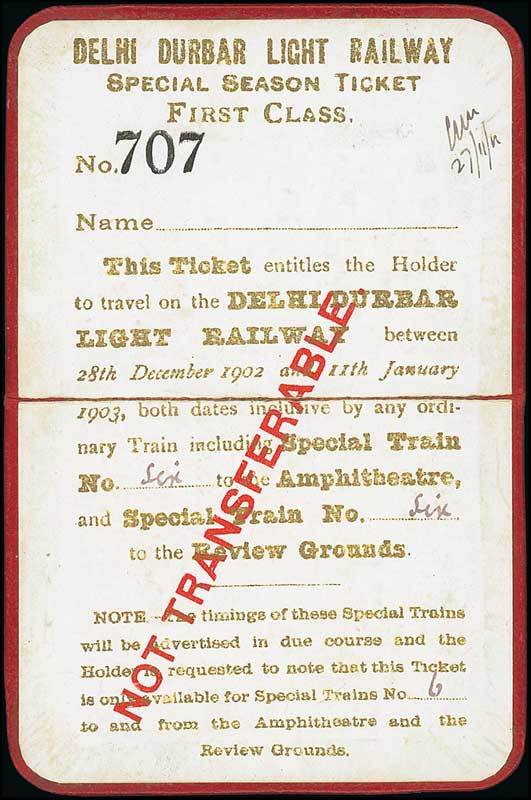 DELHI DURBAR LIGHT RAILWAY
SPECIAL SEASON TICKET
FIRST CLASS.
No. 707
27/11/
Name
This Ticket entitles the Holder
to travel on the DELHI DURBAR
LIGHT RAILWAY between
28th December 1902 and 11th January
1903, both dates inclusive by any ordi-
nary Train including Special Train
No. Six to the Amphitheatre,
and Special Train No. Six
to the Review Grounds.
NOTE.—The timings of these Special Trains
will be advertised in due course and the
Holder is requested to note that this Ticket
is only available for Special Trains No. 6
to and from the Amphitheatre and the
Review Grounds.
NOT TRANSFERABLE.